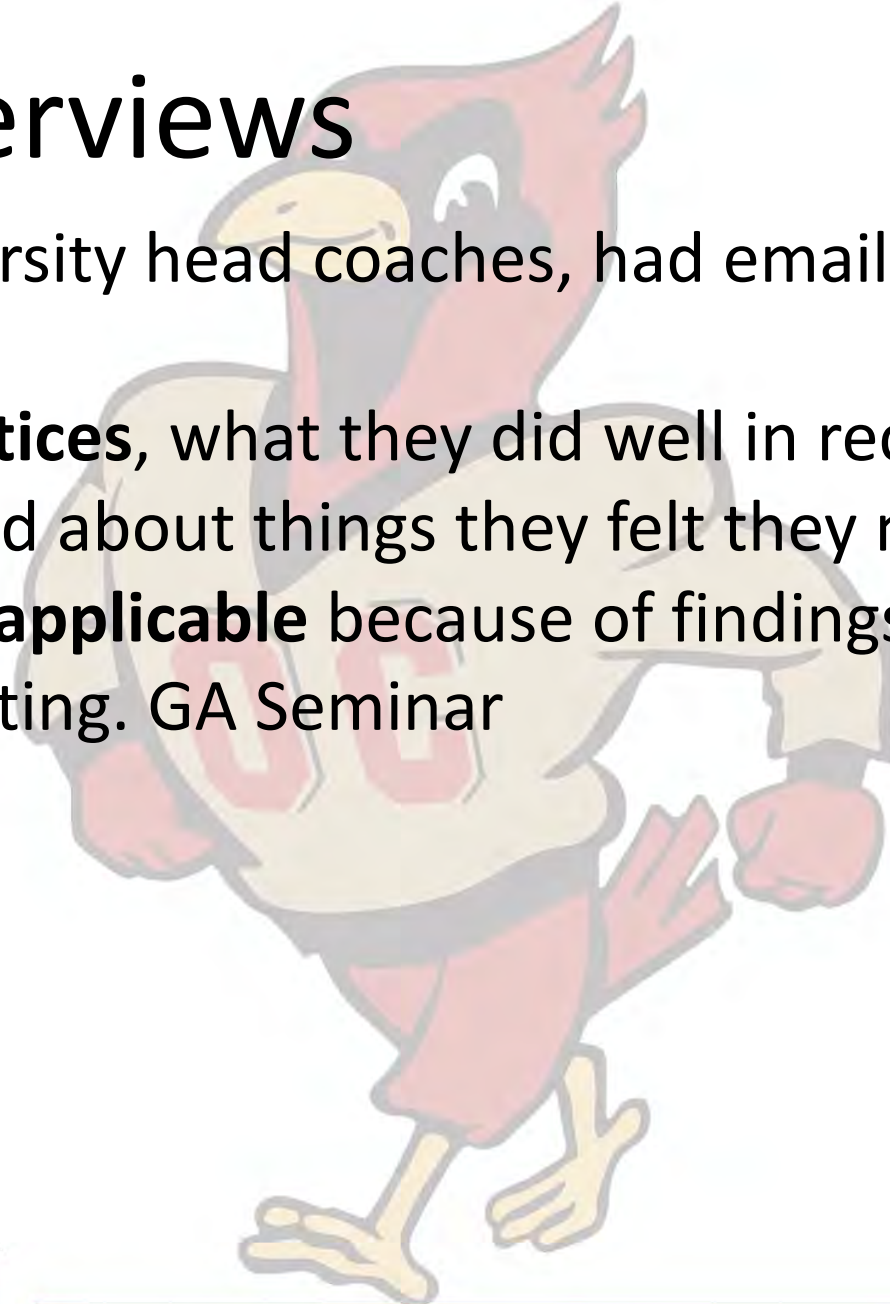 erviews
rsity head coaches, had email
tices, what they did well in rec
d about things they felt they
applicable because of findings
ting. GA Seminar
OC